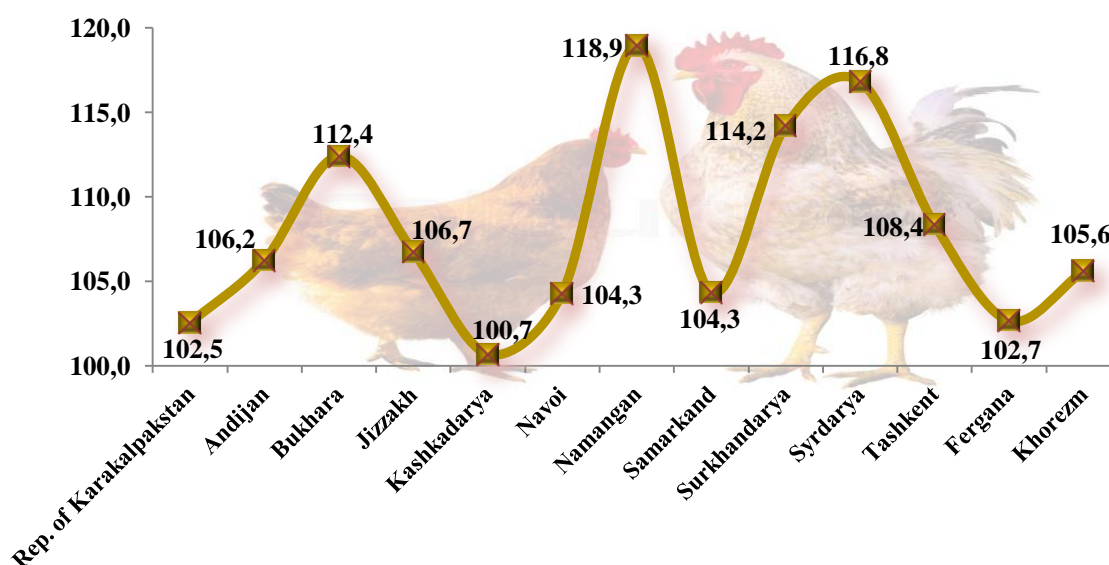 120,0
115,0
110,0
105,0
100,0
102,5
106,2
112,4
106,7
100,7
104,3
118,9
104,3
114,2
116,8
108,4
102,7
105,6
Rep. of Karakalpakstan
Andijan
Bukhara
Jizzakh
Kashkadarya
Navoi
Namangan
Samarkand
Surkhandarya
Syrdarya
Tashkent
Fergana
Khorezm